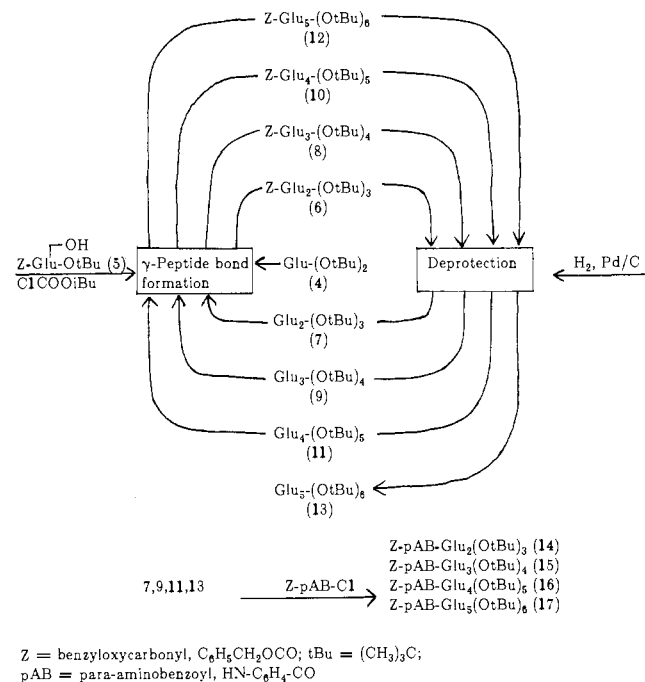 Z-Glu₅-(OtBu)₆
(12)
Z-Glu₄-(OtBu)₅
(10)
Z-Glu₃-(OtBu)₄
(8)
Z-Glu₂-(OtBu)₃
(6)
OH
Z-Glu-OtBu (5)
ClCOOiBu
γ-Peptide bond
formation
Glu-(OtBu)₂
(4)
Deprotection
H₂, Pd/C
Glu₂-(OtBu)₃
(7)
Glu₃-(OtBu)₄
(9)
Glu₄-(OtBu)₅
(11)
Glu₅-(OtBu)₆
(13)
7,9,11,13
Z-pAB-Cl
Z-pAB-Glu₂(OtBu)₃ (14)
Z-pAB-Glu₃(OtBu)₄ (15)
Z-pAB-Glu₄(OtBu)₅ (16)
Z-pAB-Glu₅(OtBu)₆ (17)
Z = benzyloxycarbonyl, C₆H₅CH₂OCO; tBu = (CH₃)₃C;
pAB = para-aminobenzoyl, HN-C₆H₄-CO